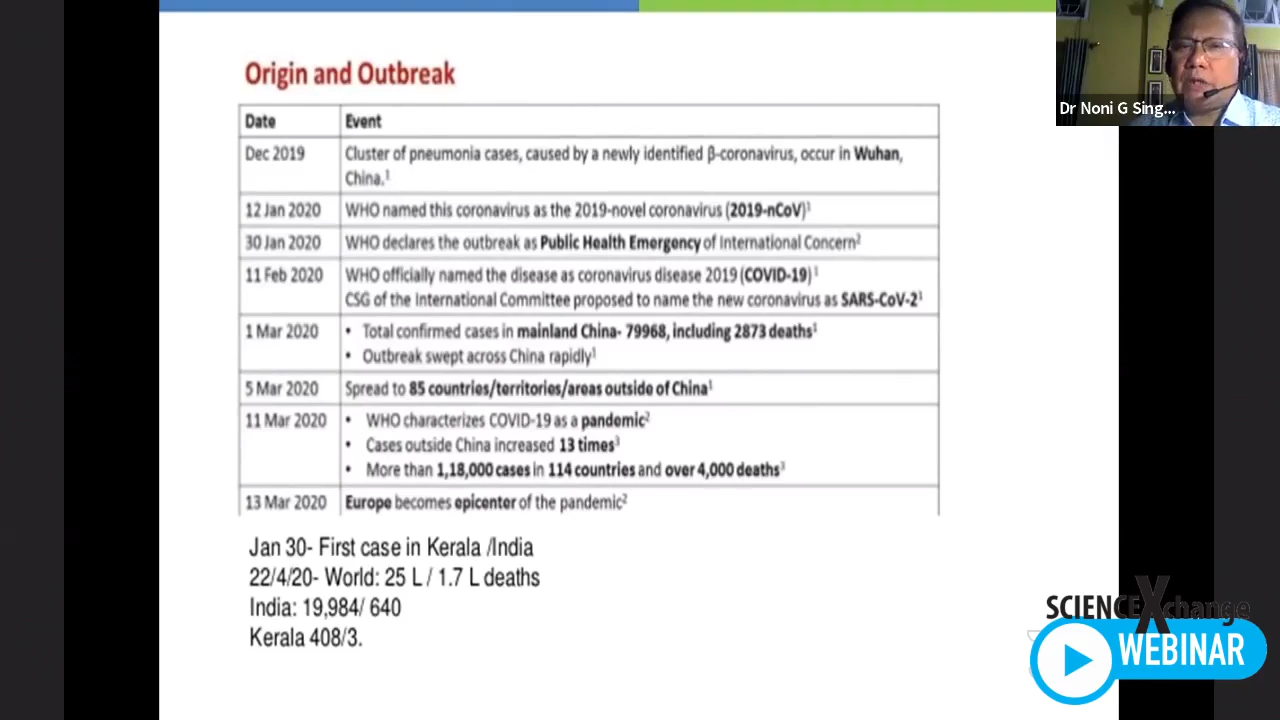 Origin and Outbreak
Date Event
Dec 2019 Cluster of pneumonia cases, caused by a newly identified β-coronavirus, occur in Wuhan,
China.¹
12 Jan 2020 WHO named this coronavirus as the 2019-novel coronavirus (2019-nCoV)¹
30 Jan 2020 WHO declares the outbreak as Public Health Emergency of International Concern²
11 Feb 2020 WHO officially named the disease as coronavirus disease 2019 (COVID-19)¹
CSG of the International Committee proposed to name the new coronavirus as SARS-CoV-2¹
1 Mar 2020 • Total confirmed cases in mainland China- 79968, including 2873 deaths¹
• Outbreak swept across China rapidly¹
5 Mar 2020 Spread to 85 countries/territories/areas outside of China¹
11 Mar 2020 • WHO characterizes COVID-19 as a pandemic²
• Cases outside China increased 13 times³
• More than 1,18,000 cases in 114 countries and over 4,000 deaths³
13 Mar 2020 Europe becomes epicenter of the pandemic²
Jan 30- First case in Kerala /India
22/4/20- World: 25 L / 1.7 L deaths
India: 19,984/ 640
Kerala 408/3.
Dr Noni G Sing...
SCIENCEXchange
WEBINAR